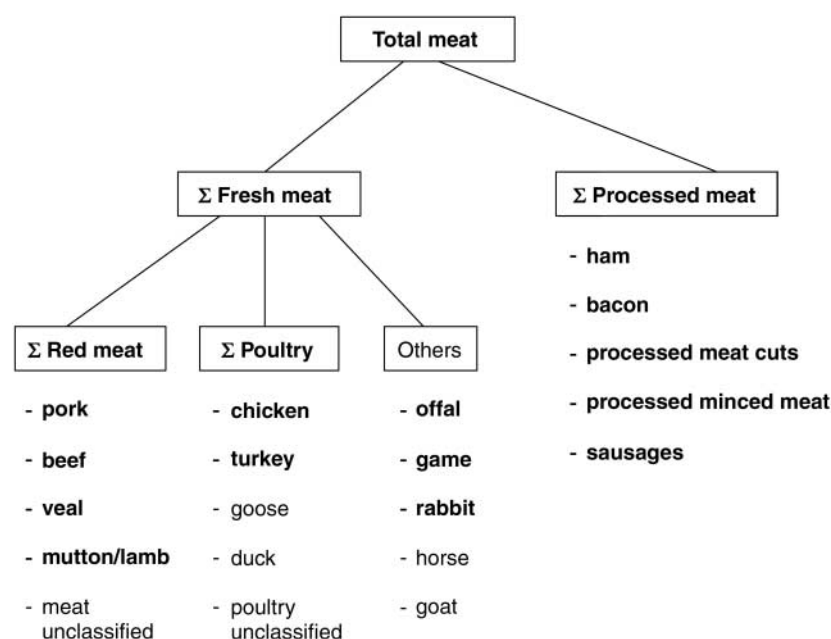 Total meat
Σ Fresh meat
Σ Processed meat
- ham
- bacon
- processed meat cuts
- processed minced meat
- sausages
Σ Red meat
- pork
- beef
- veal
- mutton/lamb
- meat
unclassified
Σ Poultry
- chicken
- turkey
- goose
- duck
- poultry
unclassified
Others
- offal
- game
- rabbit
- horse
- goat